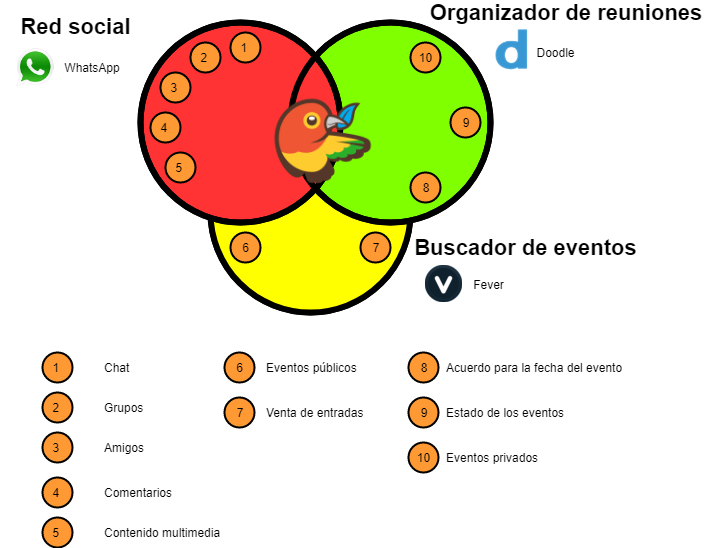 Organizador de reuniones
Red social
d Doodle
WhatsApp
1
2
10
3
4
9
5
8
6
7
Buscador de eventos
Fever
1 Chat
6 Eventos públicos
8 Acuerdo para la fecha del evento
2 Grupos
7 Venta de entradas
9 Estado de los eventos
3 Amigos
10 Eventos privados
4 Comentarios
5 Contenido multimedia